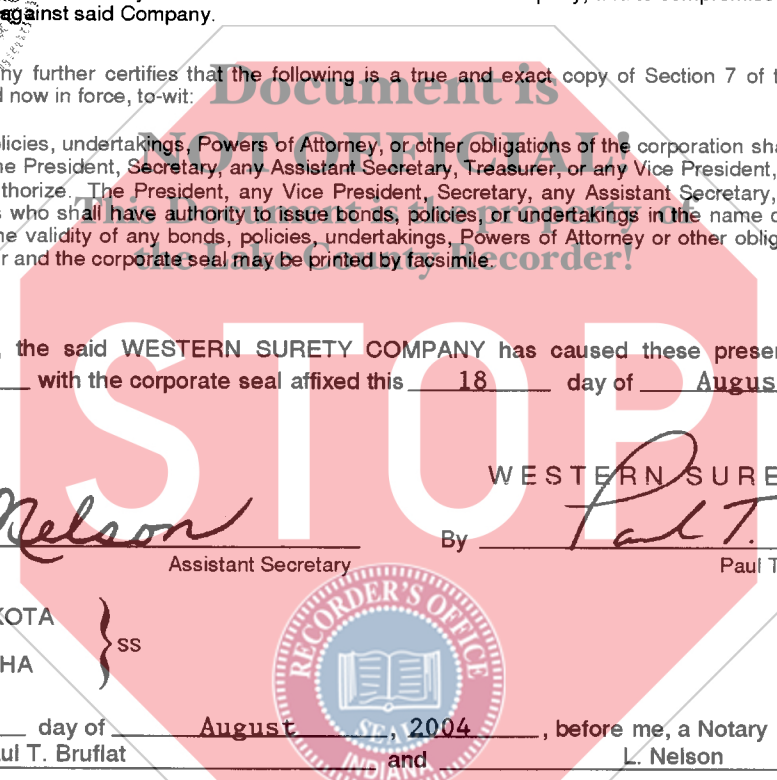 against said Company.
ny further certifies that the following is a true and exact copy of Section 7 of t
now in force, to-wit:
Document is
NOT OFFICIAL!
This Document is the property of
the Lake County Recorder!
licies, undertakings, Powers of Attorney, or other obligations of the corporation sha
ne President, Secretary, any Assistant Secretary, Treasurer, or any Vice President,
thorize. The President, any Vice President, Secretary, any Assistant Secretary,
s who shall have authority to issue bonds, policies, or undertakings in the name o
ne validity of any bonds, policies, undertakings, Powers of Attorney or other oblig
r and the corporate seal may be printed by facsimile.
STOP
, the said WESTERN SURETY COMPANY has caused these presen
with the corporate seal affixed this 18 day of Augus
WESTERN SURE
Nelson
By Paul T.
Assistant Secretary
Paul T
KOTA
HA
ss
RECORDER'S OFFICE
SEAL
INDIANA
day of August, 2004, before me, a Notary
ul T. Bruflat and L. Nelson